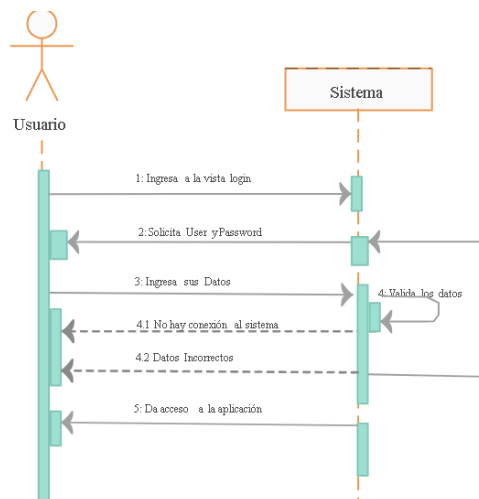 Usuario
Sistema
1: Ingresa a la vista login
2: Solicita User y Password
3: Ingresa sus Datos
4: Valida los datos
4.1 No hay conexión al sistema
4.2 Datos Incorrectos
5: Da acceso a la aplicación